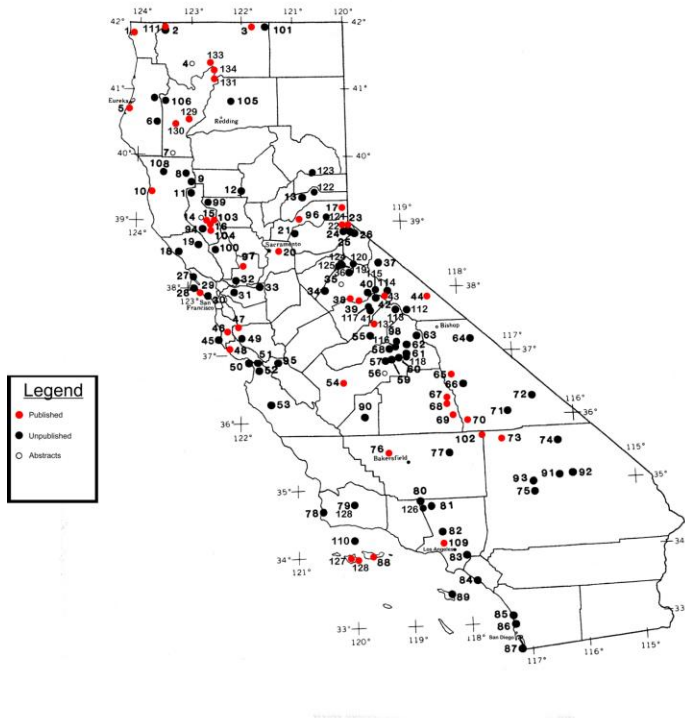 124° 123° 122° 121° 120°
42° 42°
1 111 2 3 101
133
4 134
131
41° 41°
Eureka 5 106 105
129
6 130 Redding
7
40° 40°
108 8 9 123
10 11 12 13 122
99 17 119°
39° 14 15 103 96 121 23 39°
124° 94 16 21 22
104 24 26
19 100 Sacramento 25
18 97 20 37
27 32 125 120 118°
38° 29 33 36 119
28 31 35 115 38°
123° San Francisco 30 34 40 114
38 43 44
47 39 42 112
46 117 41 113
132 Bishop
45 49 55 98 63 64 117°
48 116 62
37° 58 61 37°
50 51 95 57 60 118
52 56 59 65
54 66
53 67 72 116°
90 68 71
36° 69 70 36°
122° 102 73
76 74 115°
Bakersfield 77
93 91 92 35°
35° 80 75
79 126 81
78 128
82
110 109 34°
34° Los Angeles
121° 127 128 88 83
84
89
85
33° 86 33°
120° 119° 118° San Diego
87 117° 116° 115°
Legend
Published
Unpublished
Abstracts